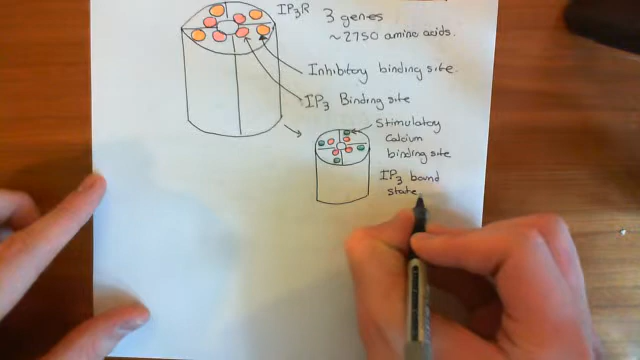 IP3R
3 genes
~2750 amino acids.
Inhibitory binding site.
IP3 Binding site
Stimulatory
Calcium
binding site
IP3 bound
state